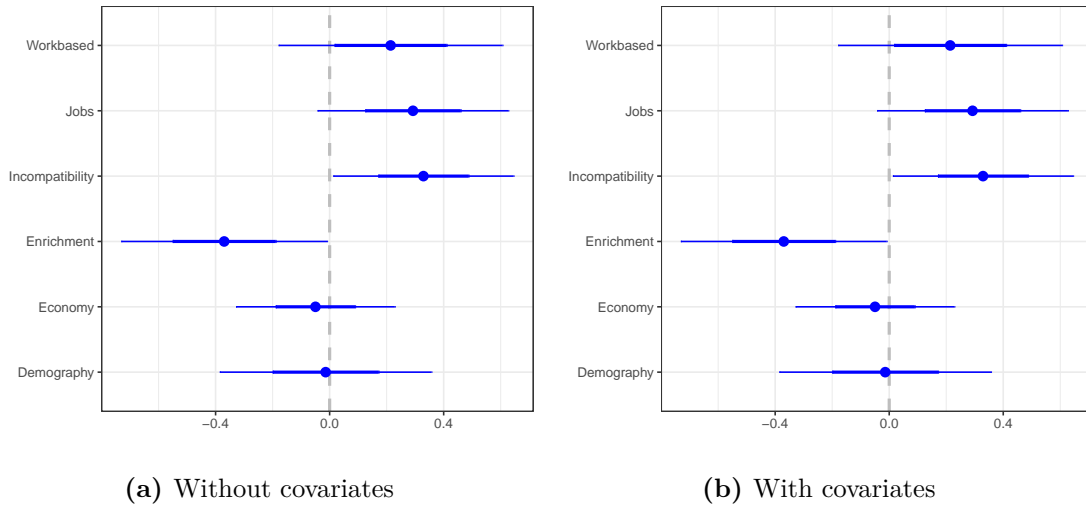 Workbased
Jobs
Incompatibility
Enrichment
Economy
Demography
−0.4 0.0 0.4
(a) Without covariates
Workbased
Jobs
Incompatibility
Enrichment
Economy
Demography
−0.4 0.0 0.4
(b) With covariates